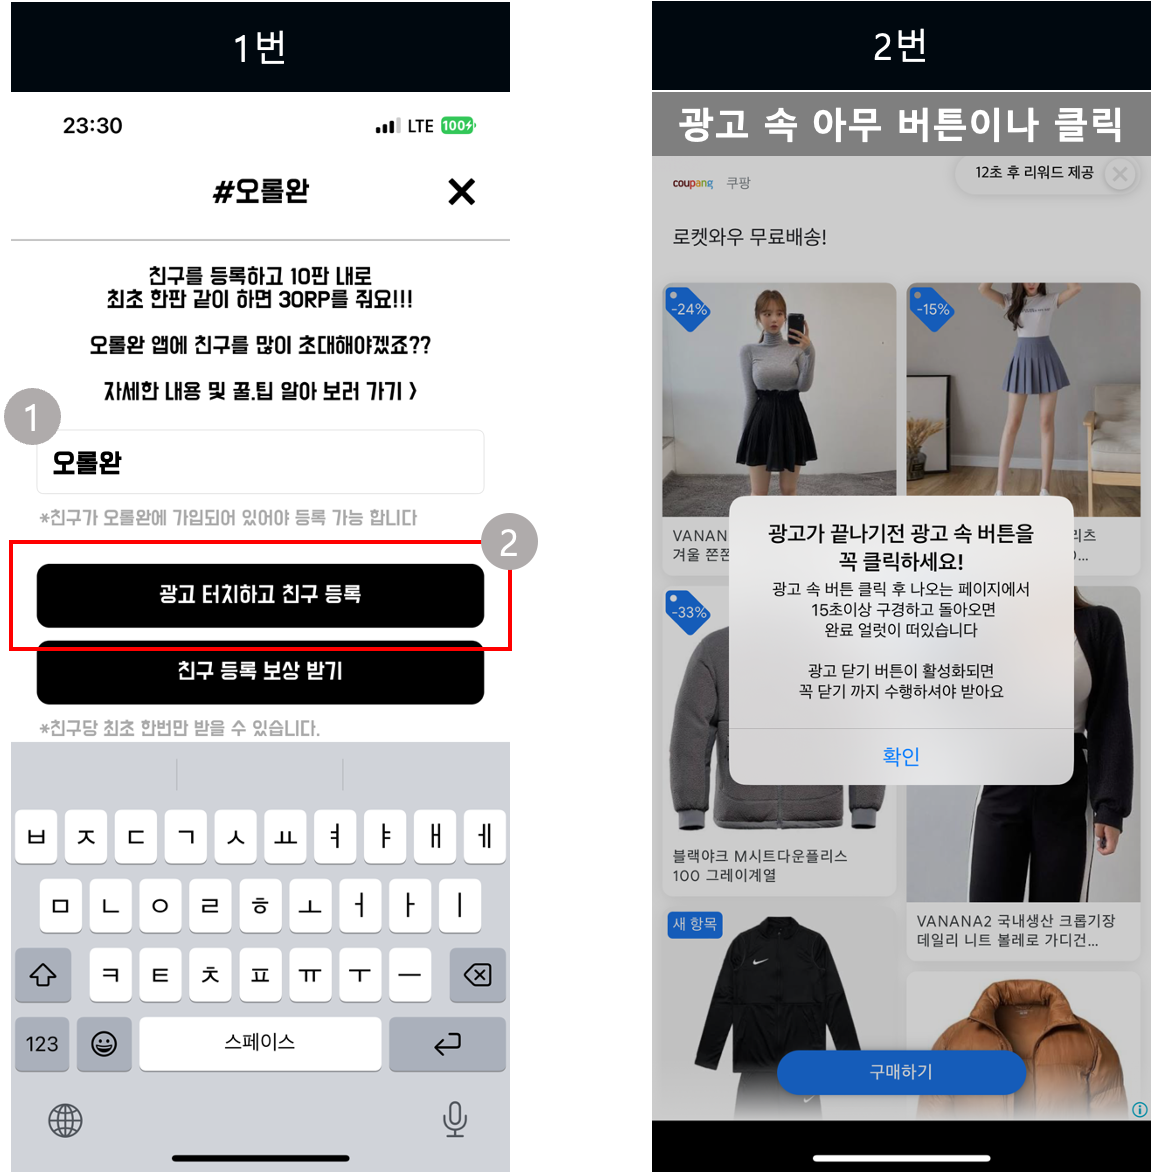 1번
23:30
LTE
100
#오롤완
친구를 등록하고 10판 내로
최초 한판 같이 하면 30RP를 줘요!!!
오롤완 앱에 친구를 많이 초대해야겠죠??
자세한 내용 및 꿀.팁 알아 보러 가기 >
1
오롤완
*친구가 오롤완에 가입되어 있어야 등록 가능 합니다
2
광고 터치하고 친구 등록
친구 등록 보상 받기
*친구당 최초 한번만 받을 수 있습니다.
ㅂ ㅈ ㄷ ㄱ ㅅ ㅛ ㅕ ㅑ ㅐ ㅔ
ㅁ ㄴ ㅇ ㄹ ㅎ ㅗ ㅓ ㅏ ㅣ
ㅋ ㅌ ㅊ ㅍ ㅠ ㅜ ㅡ
123
스페이스
2번
광고 속 아무 버튼이나 클릭
coupang 쿠팡
12초 후 리워드 제공
로켓와우 무료배송!
-24%
-15%
VANAN
겨울 쫀쫀
리츠
0...
광고가 끝나기전 광고 속 버튼을
꼭 클릭하세요!
광고 속 버튼 클릭 후 나오는 페이지에서
15초이상 구경하고 돌아오면
완료 얼럿이 떠있습니다
광고 닫기 버튼이 활성화되면
꼭 닫기 까지 수행하셔야 받아요
확인
-33%
블랙야크 M시트다운플리스
100 그레이계열
VANANA2 국내생산 크롭기장
데일리 니트 볼레로 가디건...
새 항목
구매하기